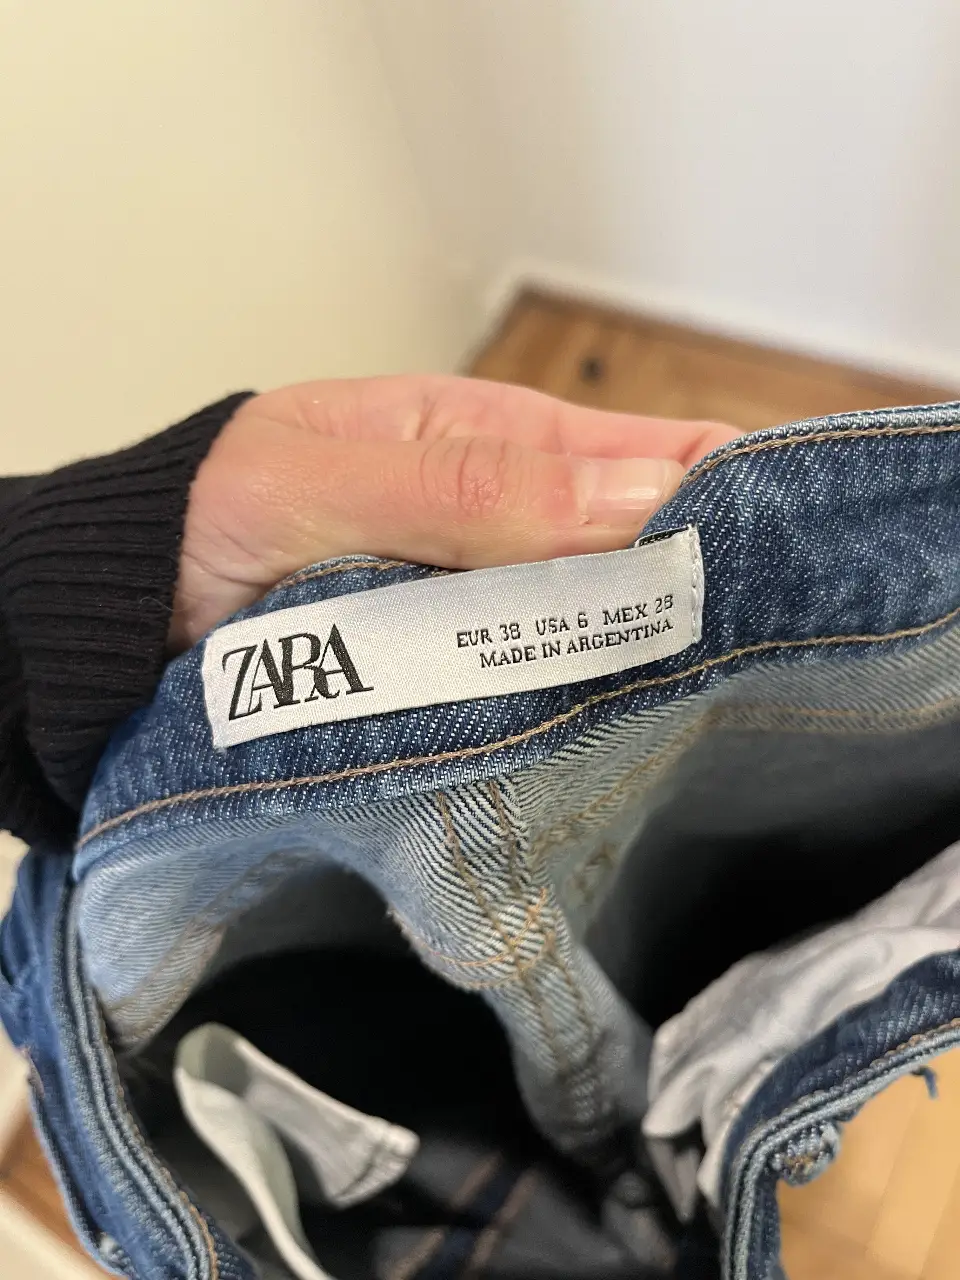 ZARA
EUR 38 USA 6 MEX 28
MADE IN ARGENTINA